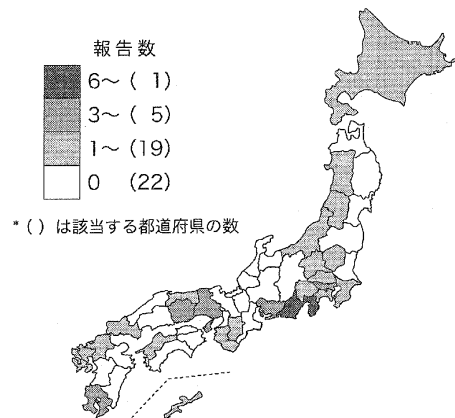 報告数
6～( 1)
3～( 5)
1～(19)
0 (22)
*( )は該当する都道府県の数